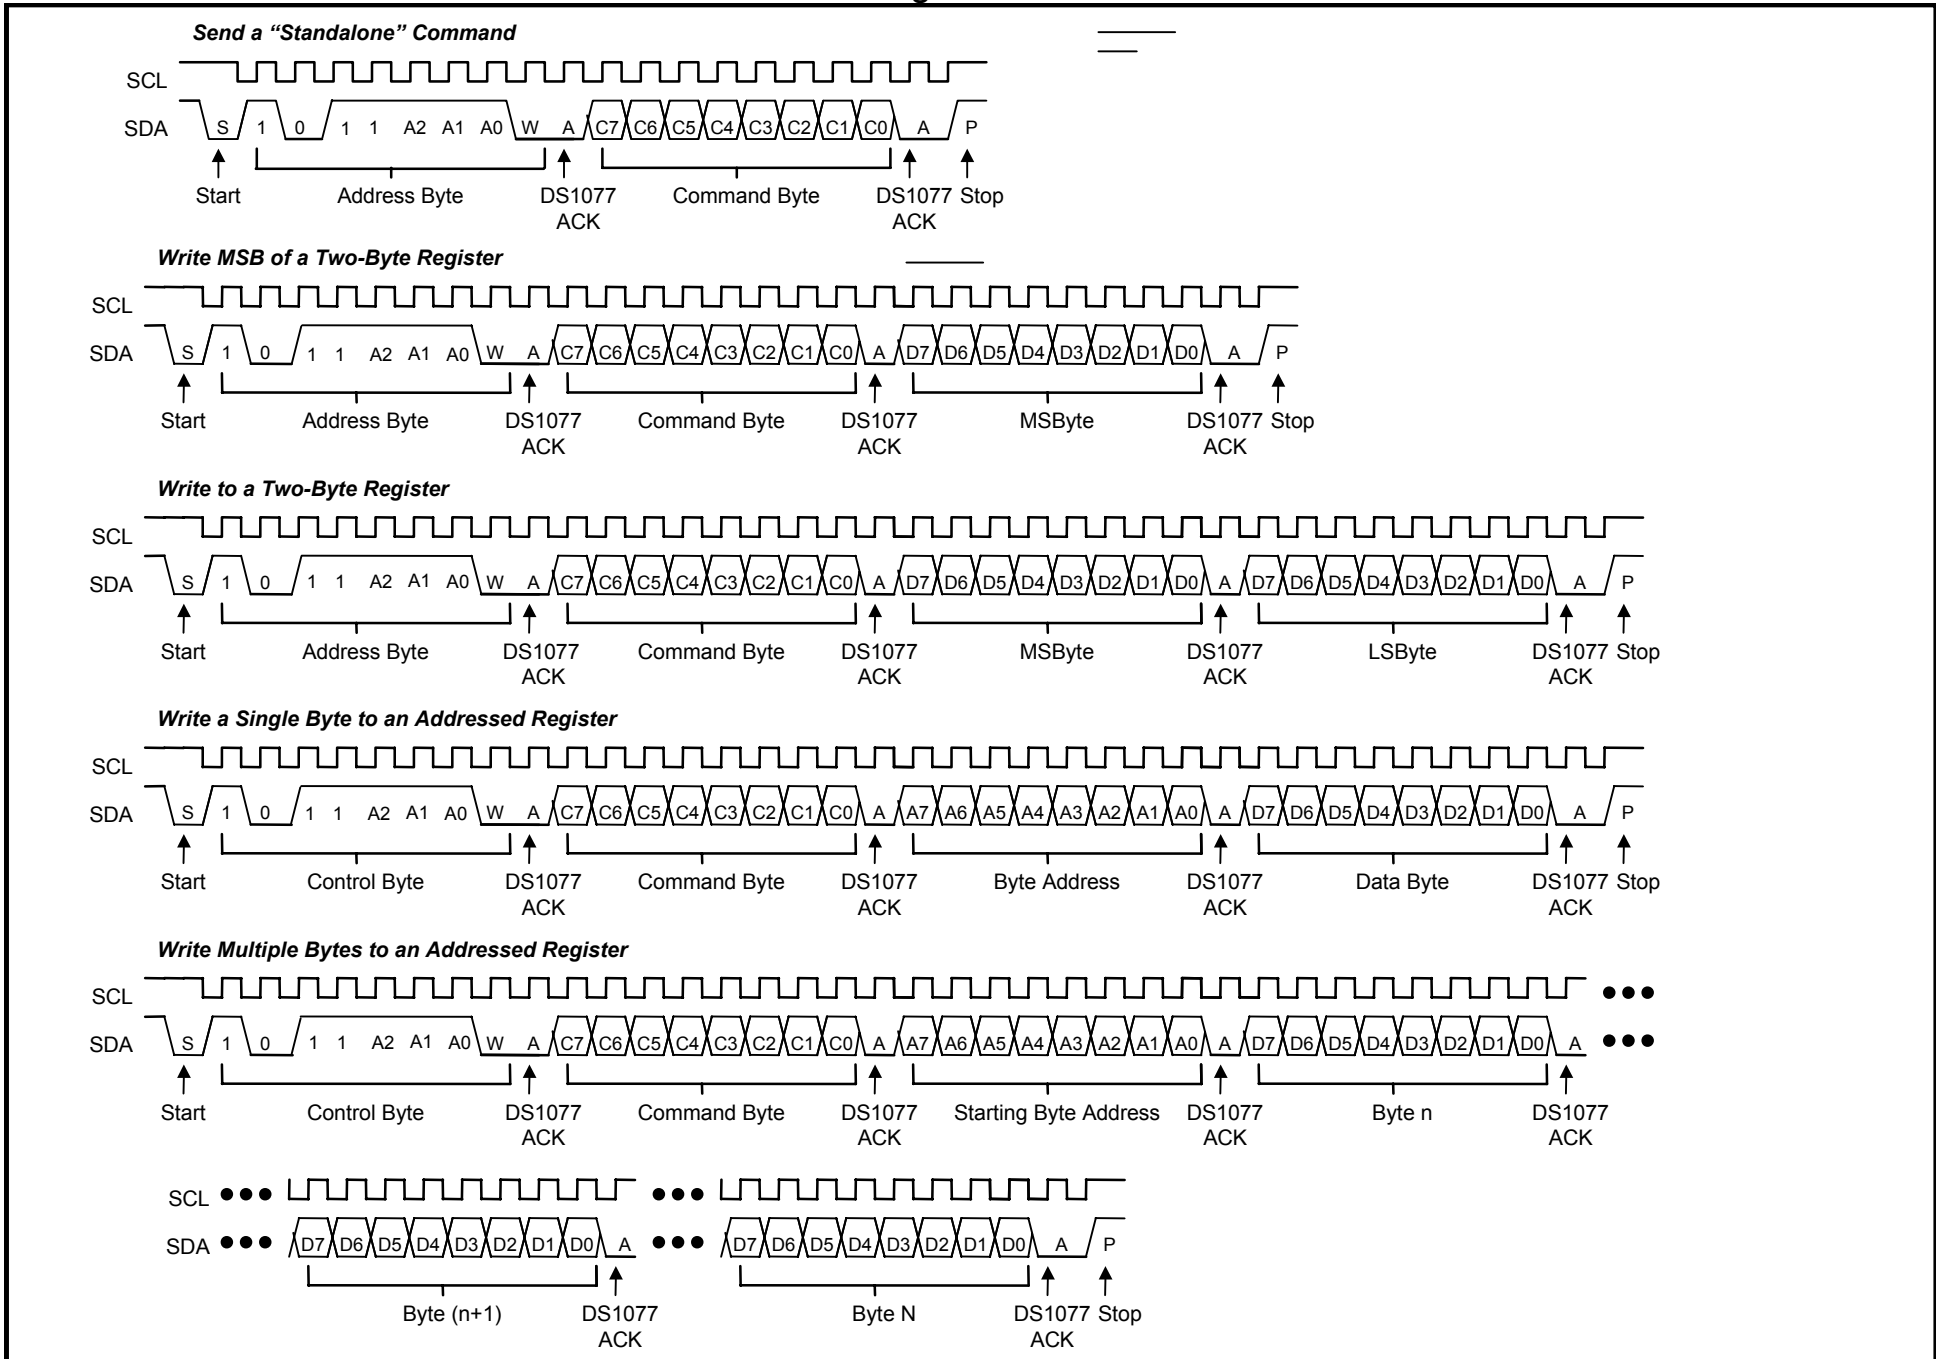 Send a “Standalone” Command
SCL
SDA S 1 0 1 1 A2 A1 A0 W A C7 C6 C5 C4 C3 C2 C1 C0 A P
Start Address Byte DS1077 Command Byte DS1077 Stop
ACK ACK
Write MSB of a Two-Byte Register
SCL
SDA S 1 0 1 1 A2 A1 A0 W A C7 C6 C5 C4 C3 C2 C1 C0 A D7 D6 D5 D4 D3 D2 D1 D0 A P
Start Address Byte DS1077 Command Byte DS1077 MSByte DS1077 Stop
ACK ACK ACK
Write to a Two-Byte Register
SCL
SDA S 1 0 1 1 A2 A1 A0 W A C7 C6 C5 C4 C3 C2 C1 C0 A D7 D6 D5 D4 D3 D2 D1 D0 A D7 D6 D5 D4 D3 D2 D1 D0 A P
Start Address Byte DS1077 Command Byte DS1077 MSByte DS1077 LSByte DS1077 Stop
ACK ACK ACK ACK
Write a Single Byte to an Addressed Register
SCL
SDA S 1 0 1 1 A2 A1 A0 W A C7 C6 C5 C4 C3 C2 C1 C0 A A7 A6 A5 A4 A3 A2 A1 A0 A D7 D6 D5 D4 D3 D2 D1 D0 A P
Start Control Byte DS1077 Command Byte DS1077 Byte Address DS1077 Data Byte DS1077 Stop
ACK ACK ACK ACK
Write Multiple Bytes to an Addressed Register
SCL
SDA S 1 0 1 1 A2 A1 A0 W A C7 C6 C5 C4 C3 C2 C1 C0 A A7 A6 A5 A4 A3 A2 A1 A0 A D7 D6 D5 D4 D3 D2 D1 D0 A
Start Control Byte DS1077 Command Byte DS1077 Starting Byte Address DS1077 Byte n DS1077
ACK ACK ACK ACK
SCL
SDA D7 D6 D5 D4 D3 D2 D1 D0 A D7 D6 D5 D4 D3 D2 D1 D0 A P
Byte (n+1) DS1077 Byte N DS1077 Stop
ACK ACK